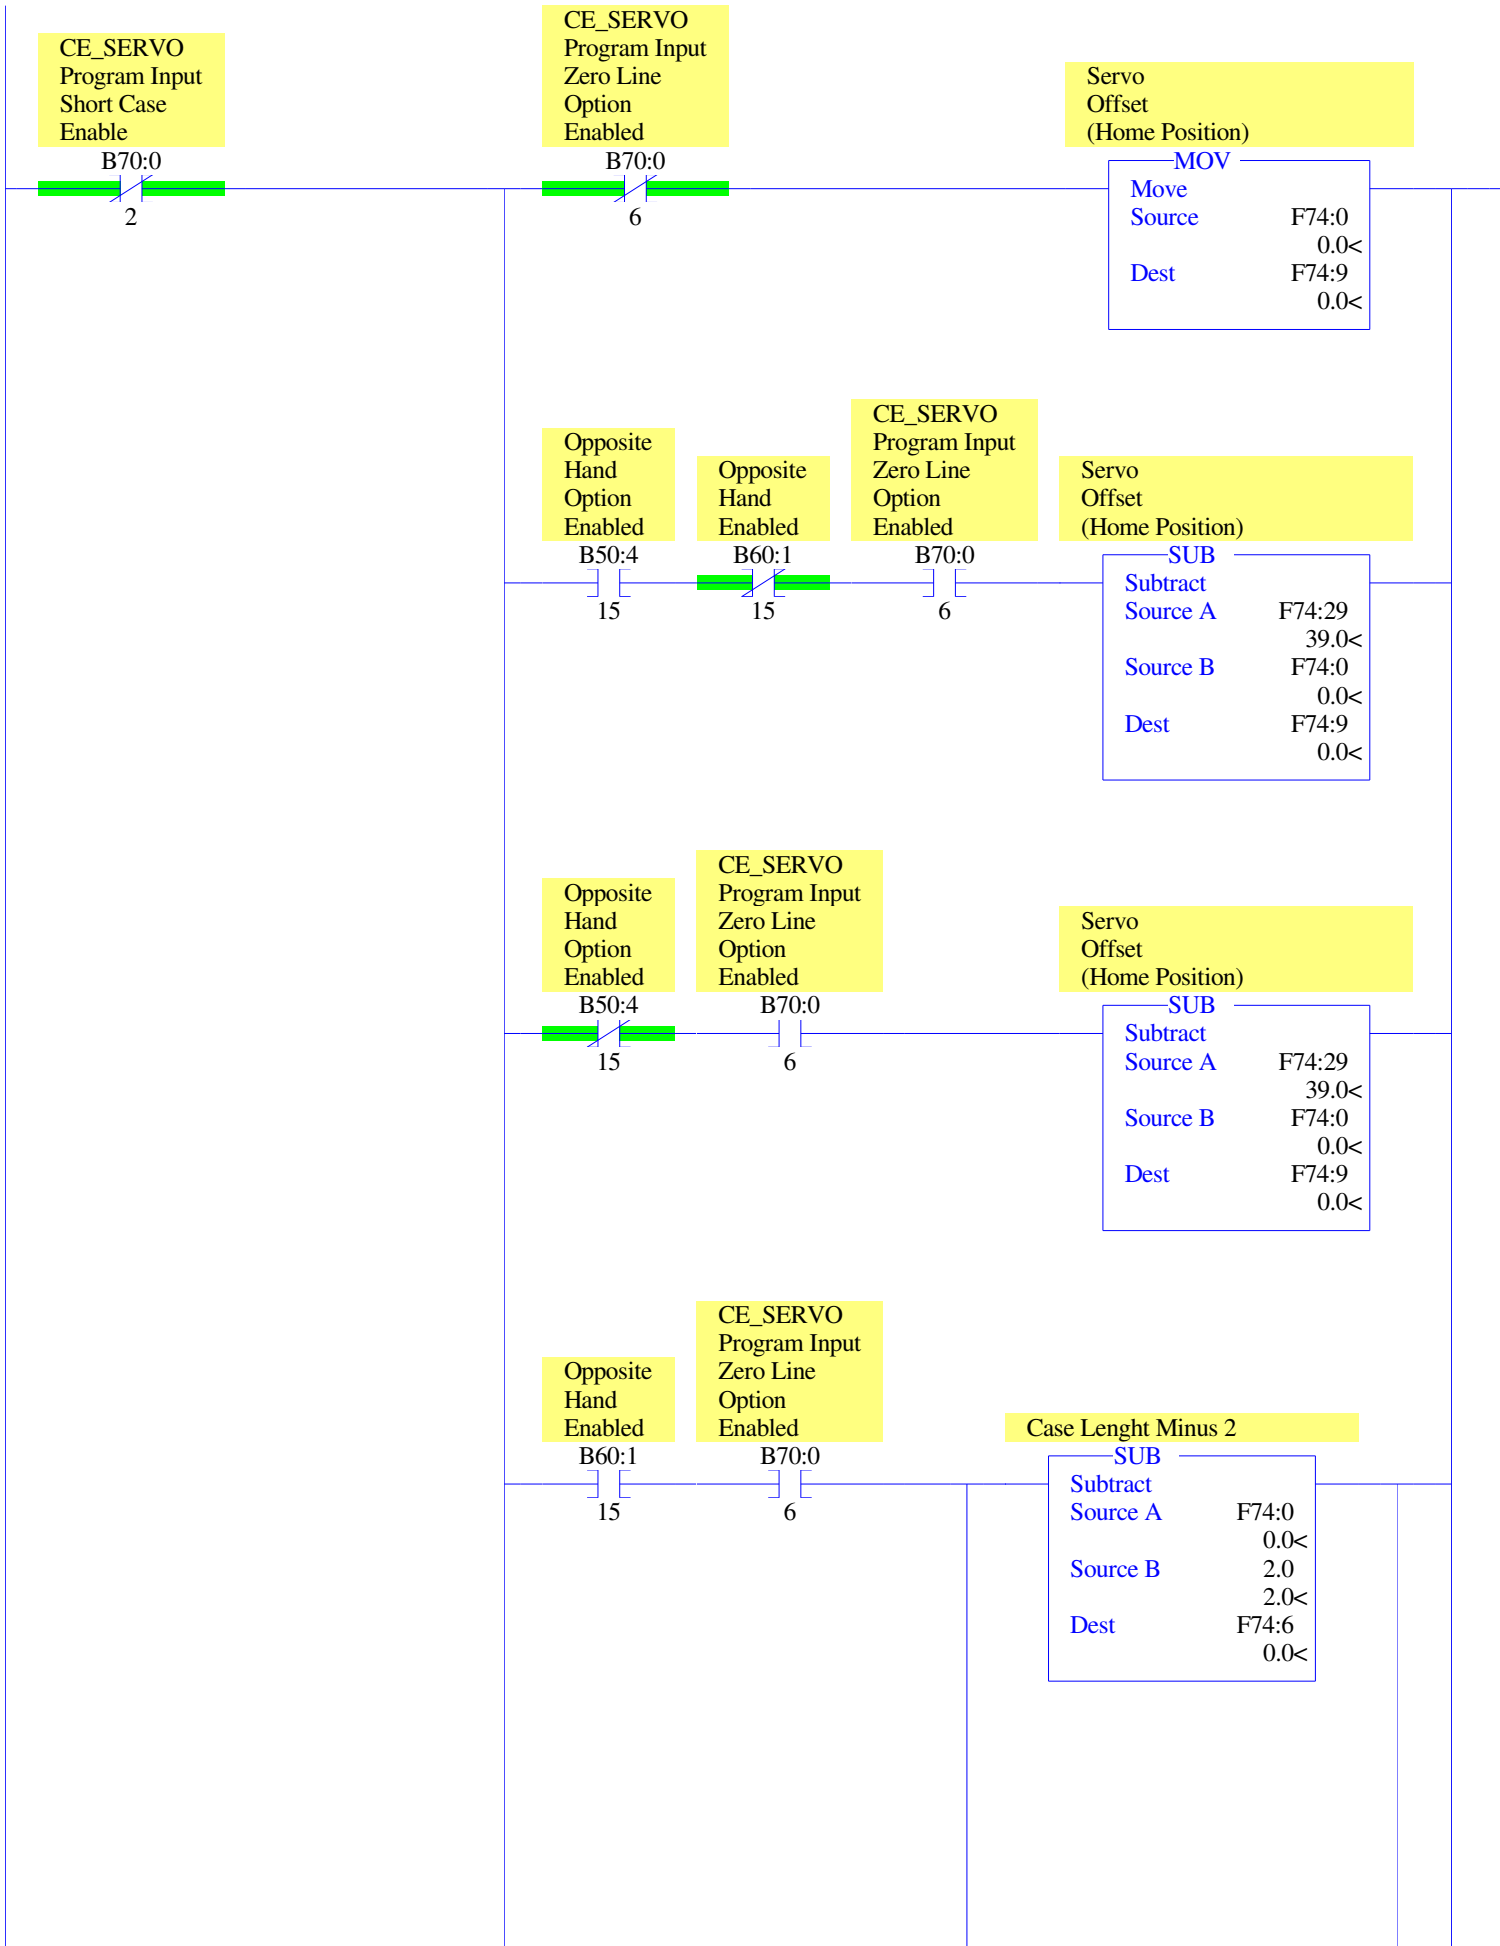 CE_SERVO
Program Input
Short Case
Enable
B70:0
2
CE_SERVO
Program Input
Zero Line
Option
Enabled
B70:0
6
Servo
Offset
(Home Position)
MOV
Move
Source F74:0
0.0<
Dest F74:9
0.0<
Opposite
Hand
Option
Enabled
B50:4
15
Opposite
Hand
Enabled
B60:1
15
CE_SERVO
Program Input
Zero Line
Option
Enabled
B70:0
6
Servo
Offset
(Home Position)
SUB
Subtract
Source A F74:29
39.0<
Source B F74:0
0.0<
Dest F74:9
0.0<
Opposite
Hand
Option
Enabled
B50:4
15
CE_SERVO
Program Input
Zero Line
Option
Enabled
B70:0
6
Servo
Offset
(Home Position)
SUB
Subtract
Source A F74:29
39.0<
Source B F74:0
0.0<
Dest F74:9
0.0<
Opposite
Hand
Enabled
B60:1
15
CE_SERVO
Program Input
Zero Line
Option
Enabled
B70:0
6
Case Lenght Minus 2
SUB
Subtract
Source A F74:0
0.0<
Source B 2.0
2.0<
Dest F74:6
0.0<